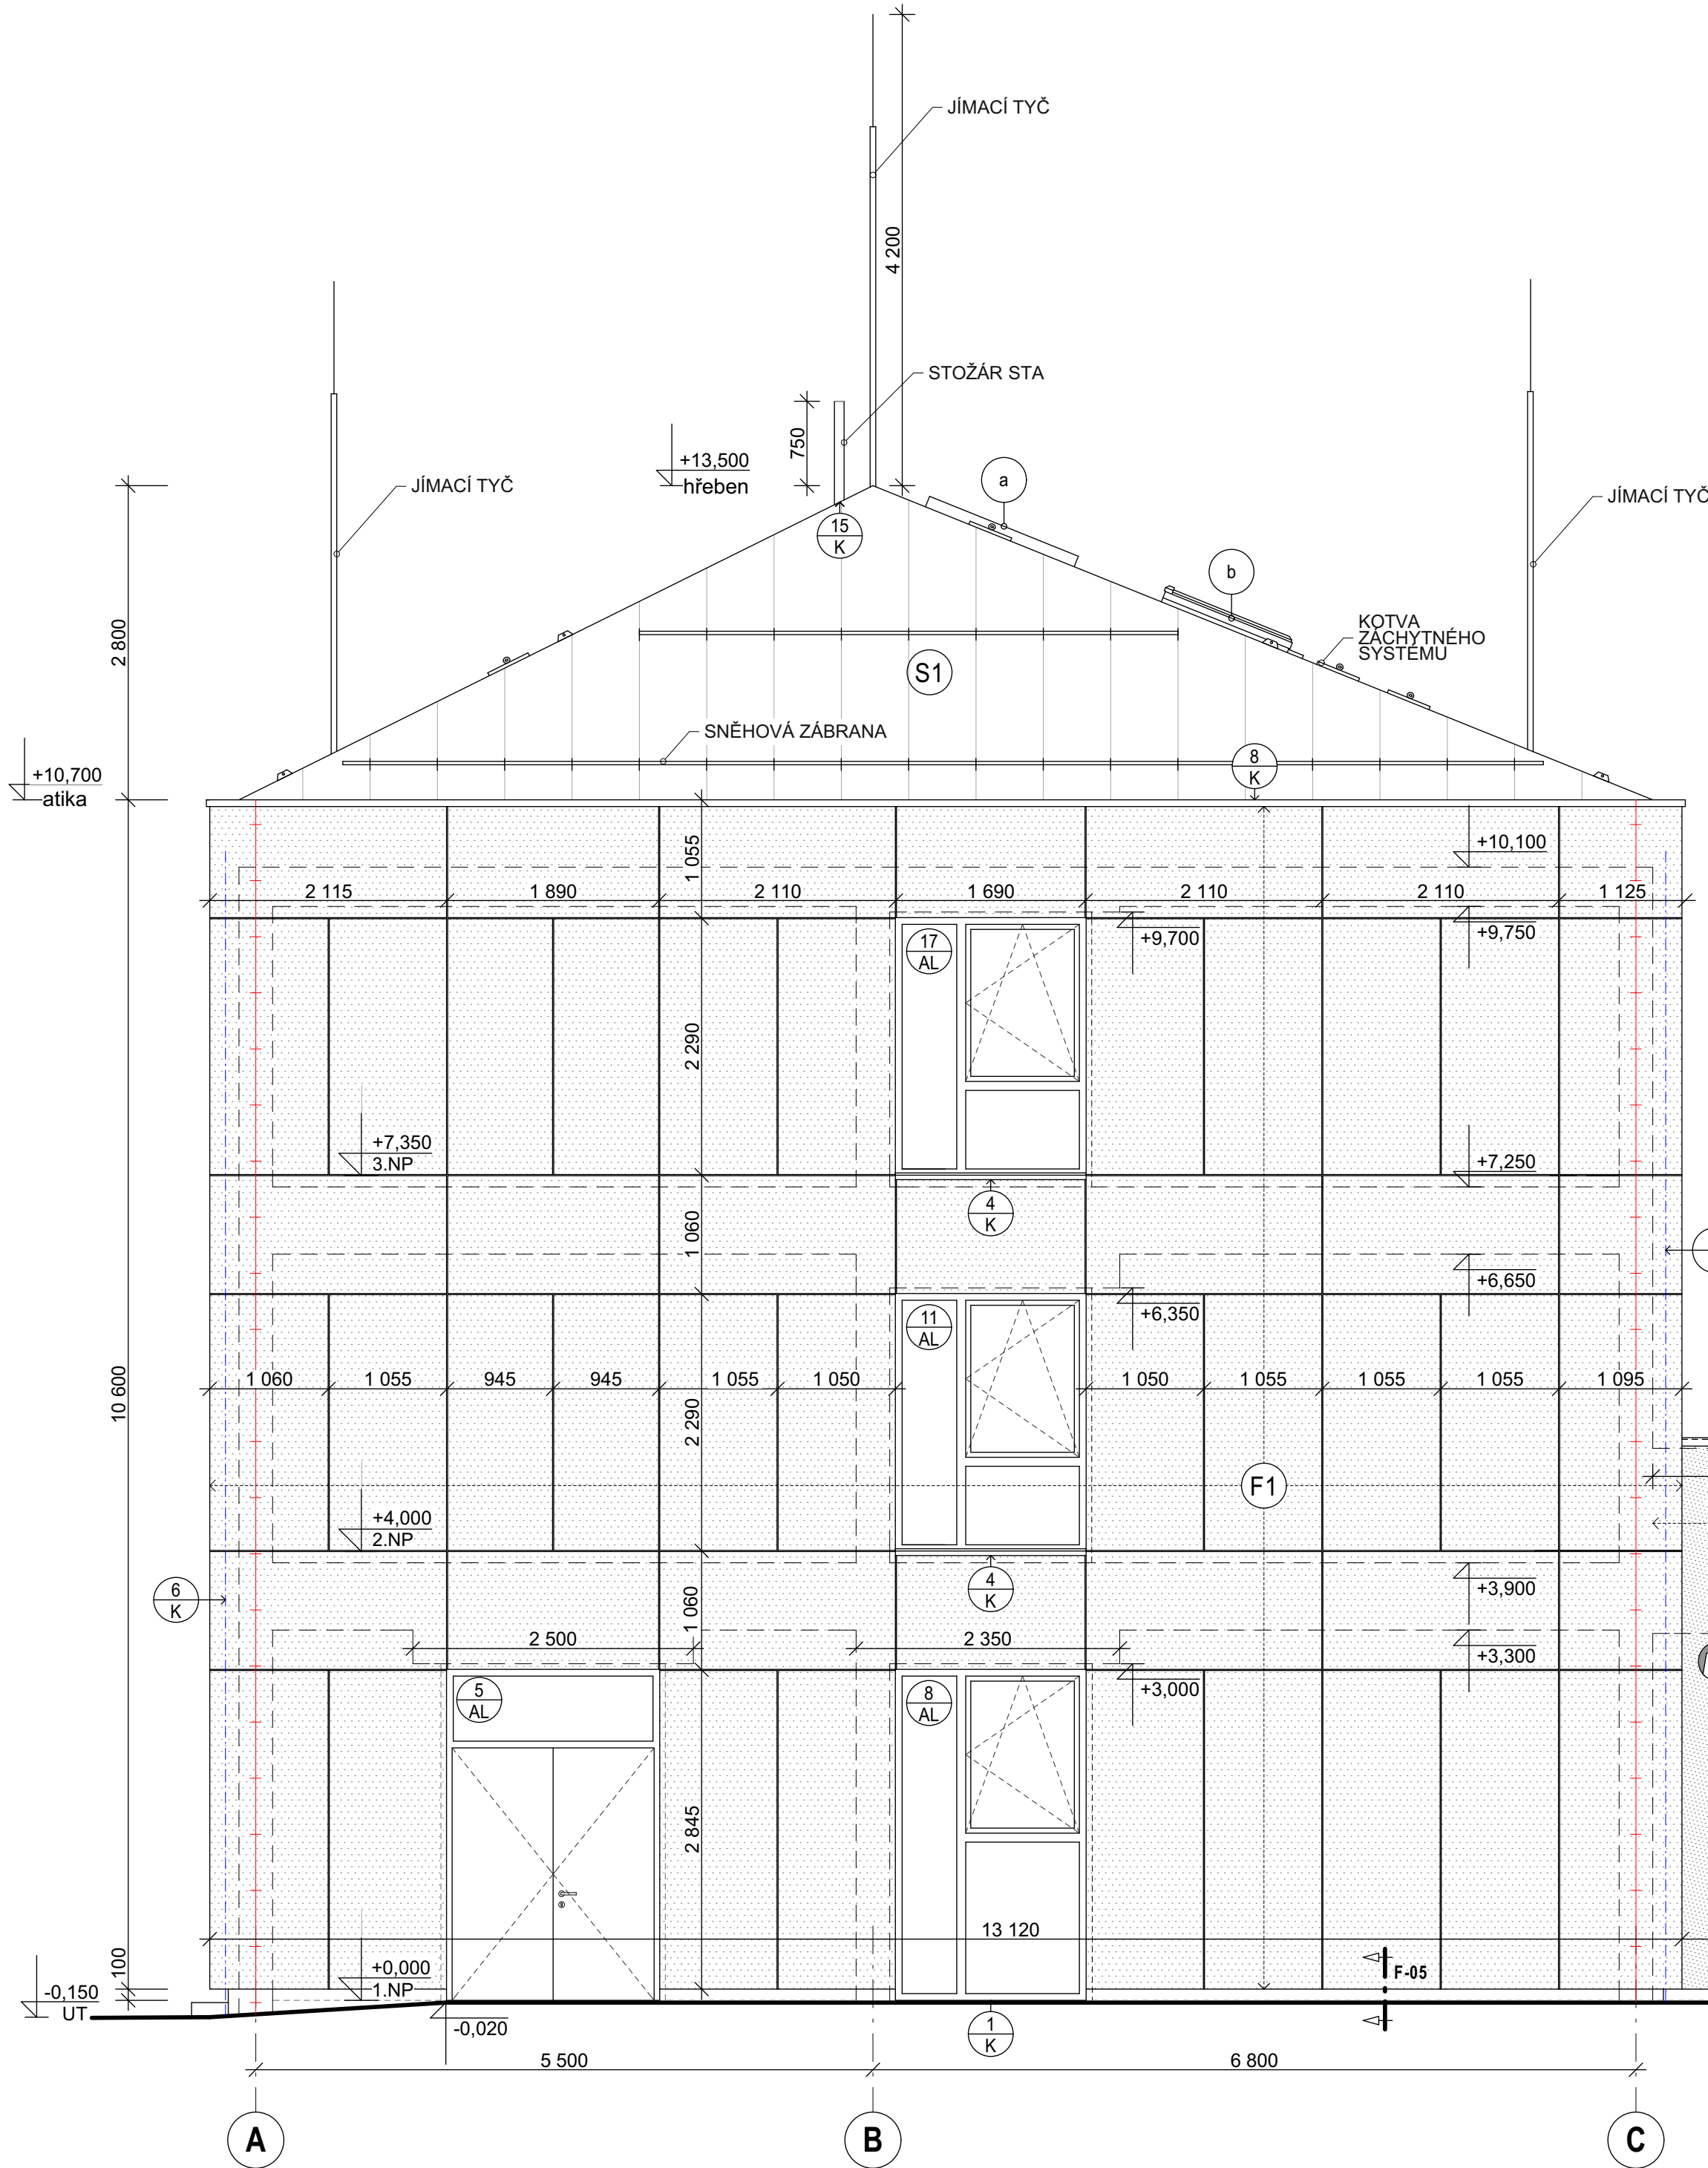 JÍMACÍ TYČ
4 200
STOŽÁR STA
750
+13,500
hřeben
a
JÍMACÍ TYČ
JÍMACÍ TYČ
15
K
b
2 800
KOTVA
ZÁCHYTNÉHO
SYSTÉMU
S1
SNĚHOVÁ ZÁBRANA
8
K
+10,700
atika
1 055
+10,100
2 115
1 890
2 110
1 690
2 110
2 110
1 125
17
AL
+9,700
+9,750
2 290
+7,350
3.NP
+7,250
4
K
1 060
+6,650
11
AL
+6,350
10 600
1 060
1 055
945
945
1 055
1 050
1 050
1 055
1 055
1 055
1 095
2 290
F1
+4,000
2.NP
4
K
+3,900
6
K
1 060
2 500
2 350
+3,300
5
AL
8
AL
+3,000
2 845
13 120
100
+0,000
1.NP
F-05
-0,150
UT
-0,020
1
K
5 500
6 800
A
B
C